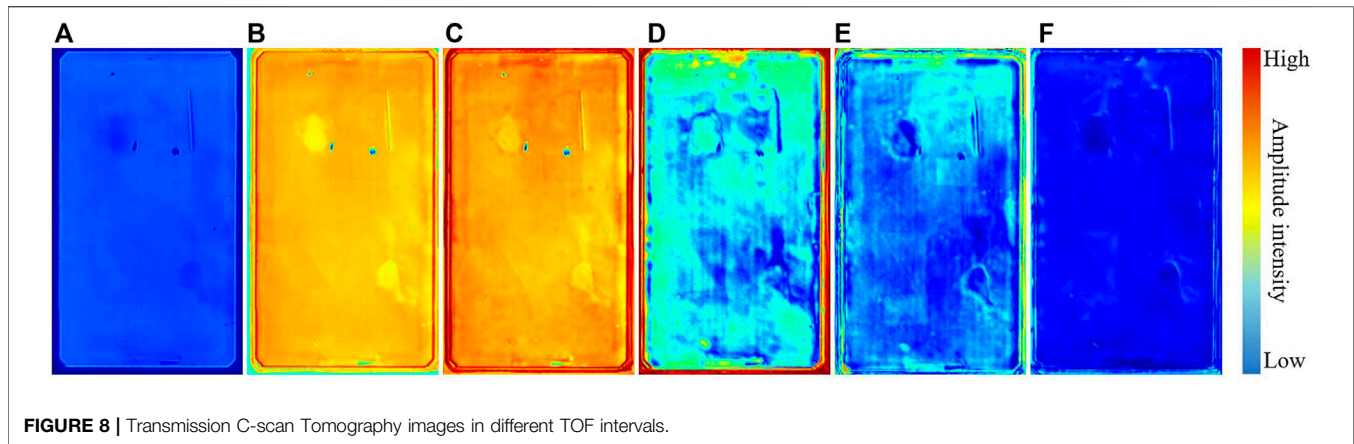 A B C D E F
High
Amplitude intensity
Low
FIGURE 8 | Transmission C-scan Tomography images in different TOF intervals.